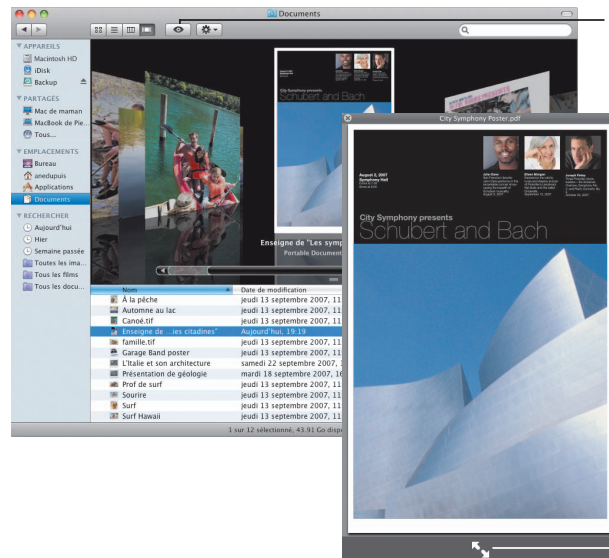 Documents
APPAREILS
Macintosh HD
iDisk
Backup
PARTAGÉS
Mac de maman
MacBook de Pie...
Tous...
EMPLACEMENTS
Bureau
anedupuis
Applications
Documents
RECHERCHER
Aujourd'hui
Hier
Semaine passée
Toutes les ima...
Tous les films
Tous les docu...
August 2, 2007
Symphony Hall
City Symphony presents
Schubert and Bach
Enseigne de "Les symp
Portable Documen
Nom Date de modification
À la pêche jeudi 13 septembre 2007, 11
Automne au lac jeudi 13 septembre 2007, 11
Canoé.tif jeudi 13 septembre 2007, 11
Enseigne de ...ies citadines" Aujourd'hui, 19:19
famille.tif jeudi 13 septembre 2007, 11
Garage Band poster jeudi 13 septembre 2007, 11
L'Italie et son architecture samedi 22 septembre 2007,
Présentation de géologie mardi 18 septembre 2007, 16
Prof de surf jeudi 13 septembre 2007, 11
Sourire jeudi 13 septembre 2007, 11
Surf jeudi 13 septembre 2007, 11
Surf Hawaii jeudi 13 septembre 2007, 11
1 sur 12 sélectionné, 43.91 Go disp
City Symphony Poster.pdf
August 2, 2007
Symphony Hall
City Symphony presents
Schubert and Bach